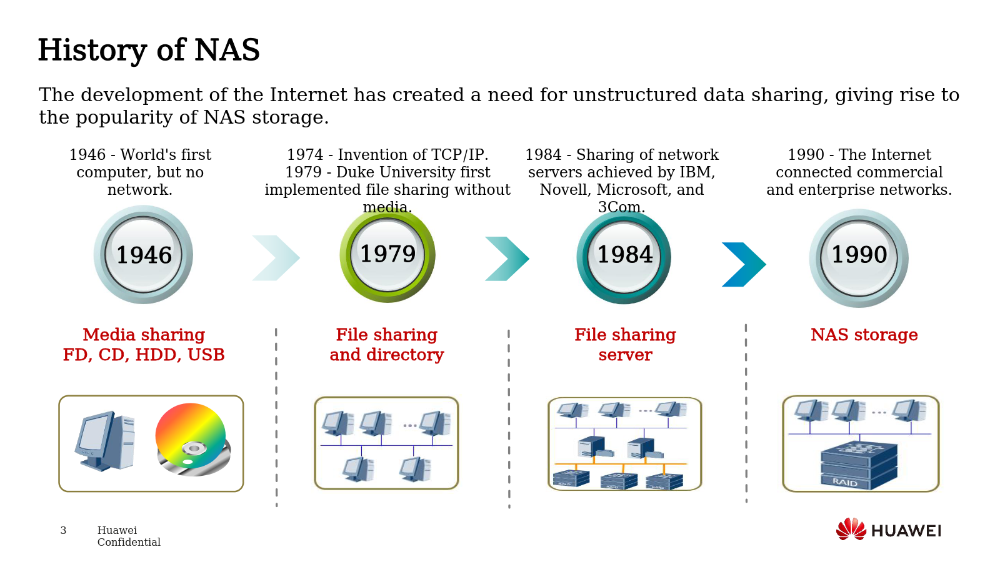 History of NAS
The development of the Internet has created a need for unstructured data sharing, giving rise to
the popularity of NAS storage.
1946 - World's first
computer, but no
network.
1974 - Invention of TCP/IP.
1979 - Duke University first
implemented file sharing without
media.
1984 - Sharing of network
servers achieved by IBM,
Novell, Microsoft, and
3Com.
1990 - The Internet
connected commercial
and enterprise networks.
1946
1979
1984
1990
Media sharing
FD, CD, HDD, USB
File sharing
and directory
File sharing
server
NAS storage
RAID
RAID
RAID
RAID
3
Huawei
Confidential
HUAWEI